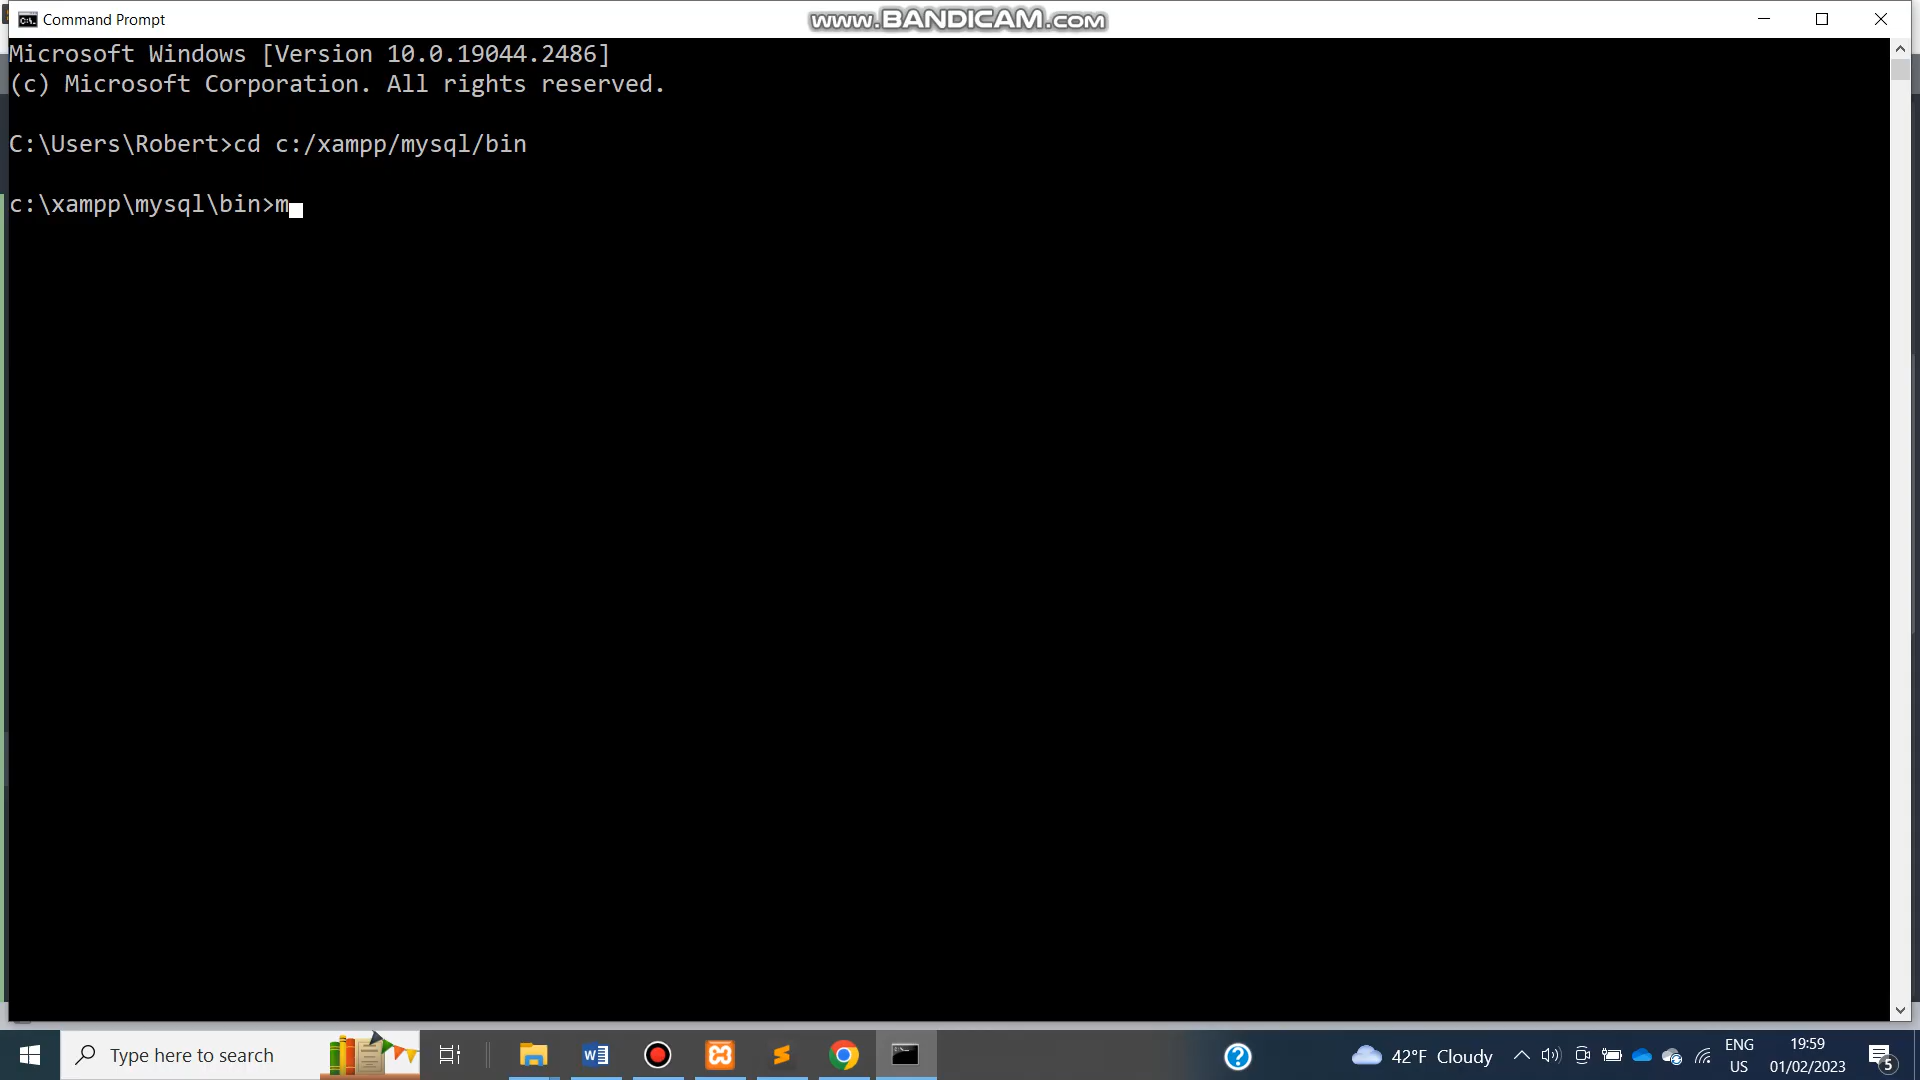 Command Prompt
www.BANDICAM.com
Microsoft Windows [Version 10.0.19044.2486]
(c) Microsoft Corporation. All rights reserved.
C:\Users\Robert>cd c:/xampp/mysql/bin
c:\xampp\mysql\bin>m
Type here to search
42°F Cloudy
ENG
US
19:59
01/02/2023
5